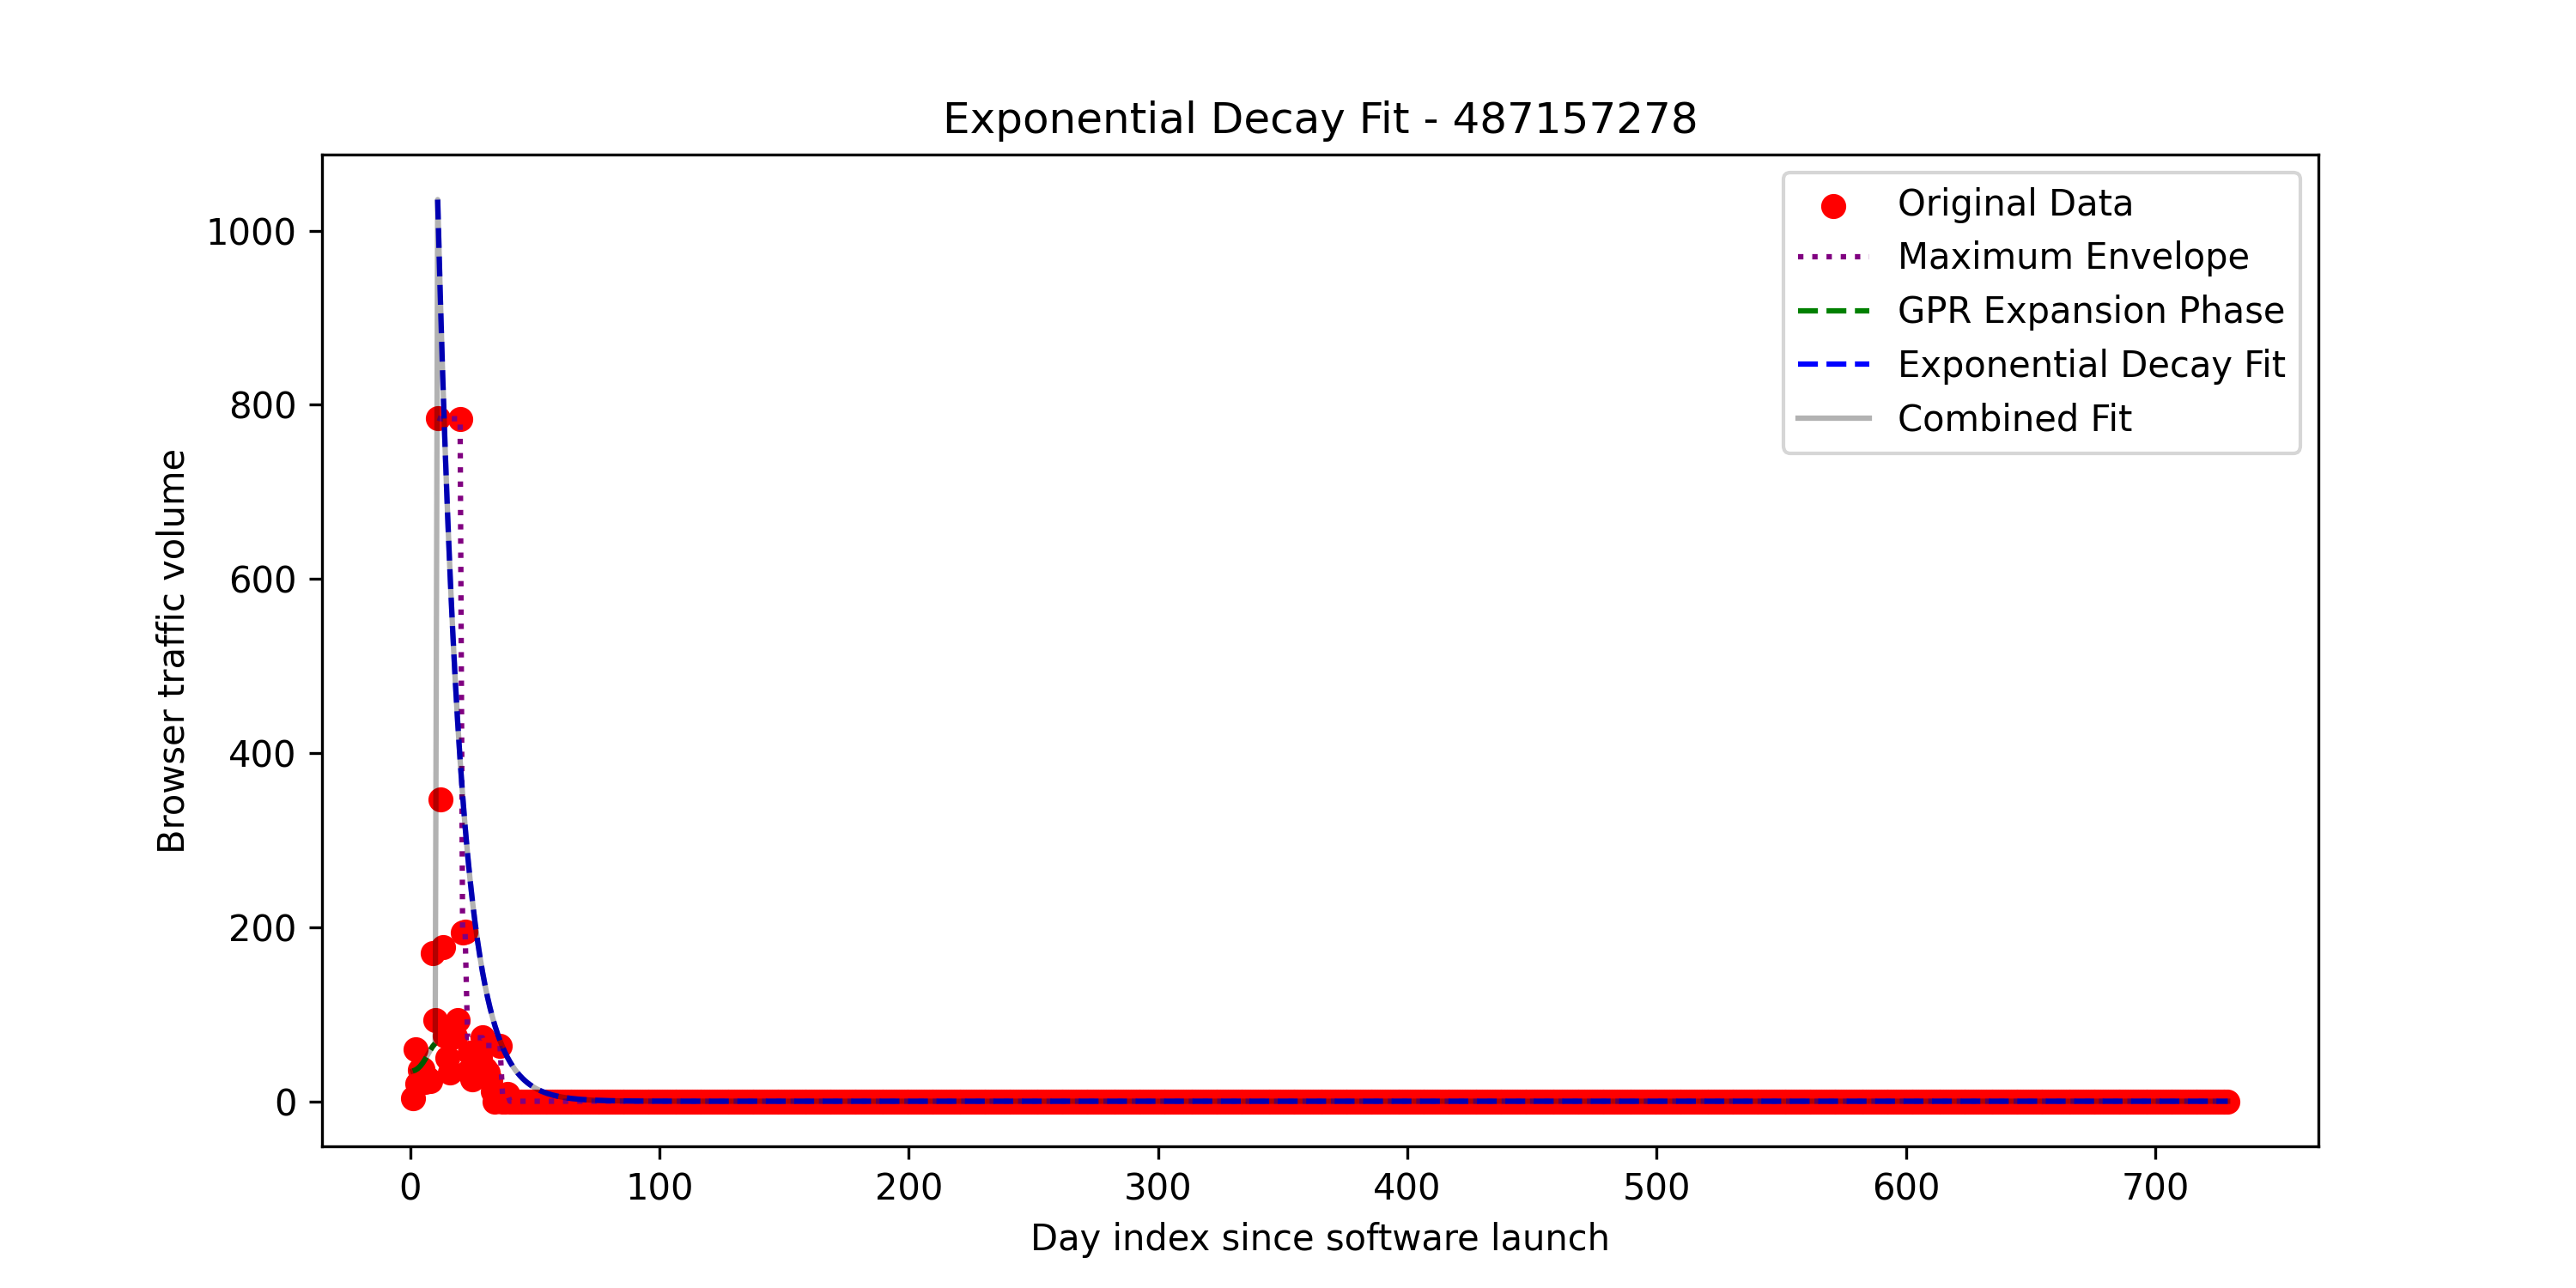 Exponential Decay Fit - 487157278
Original Data
Maximum Envelope
GPR Expansion Phase
Exponential Decay Fit
Combined Fit
Browser traffic volume
1000
800
600
400
200
0
0 100 200 300 400 500 600 700
Day index since software launch